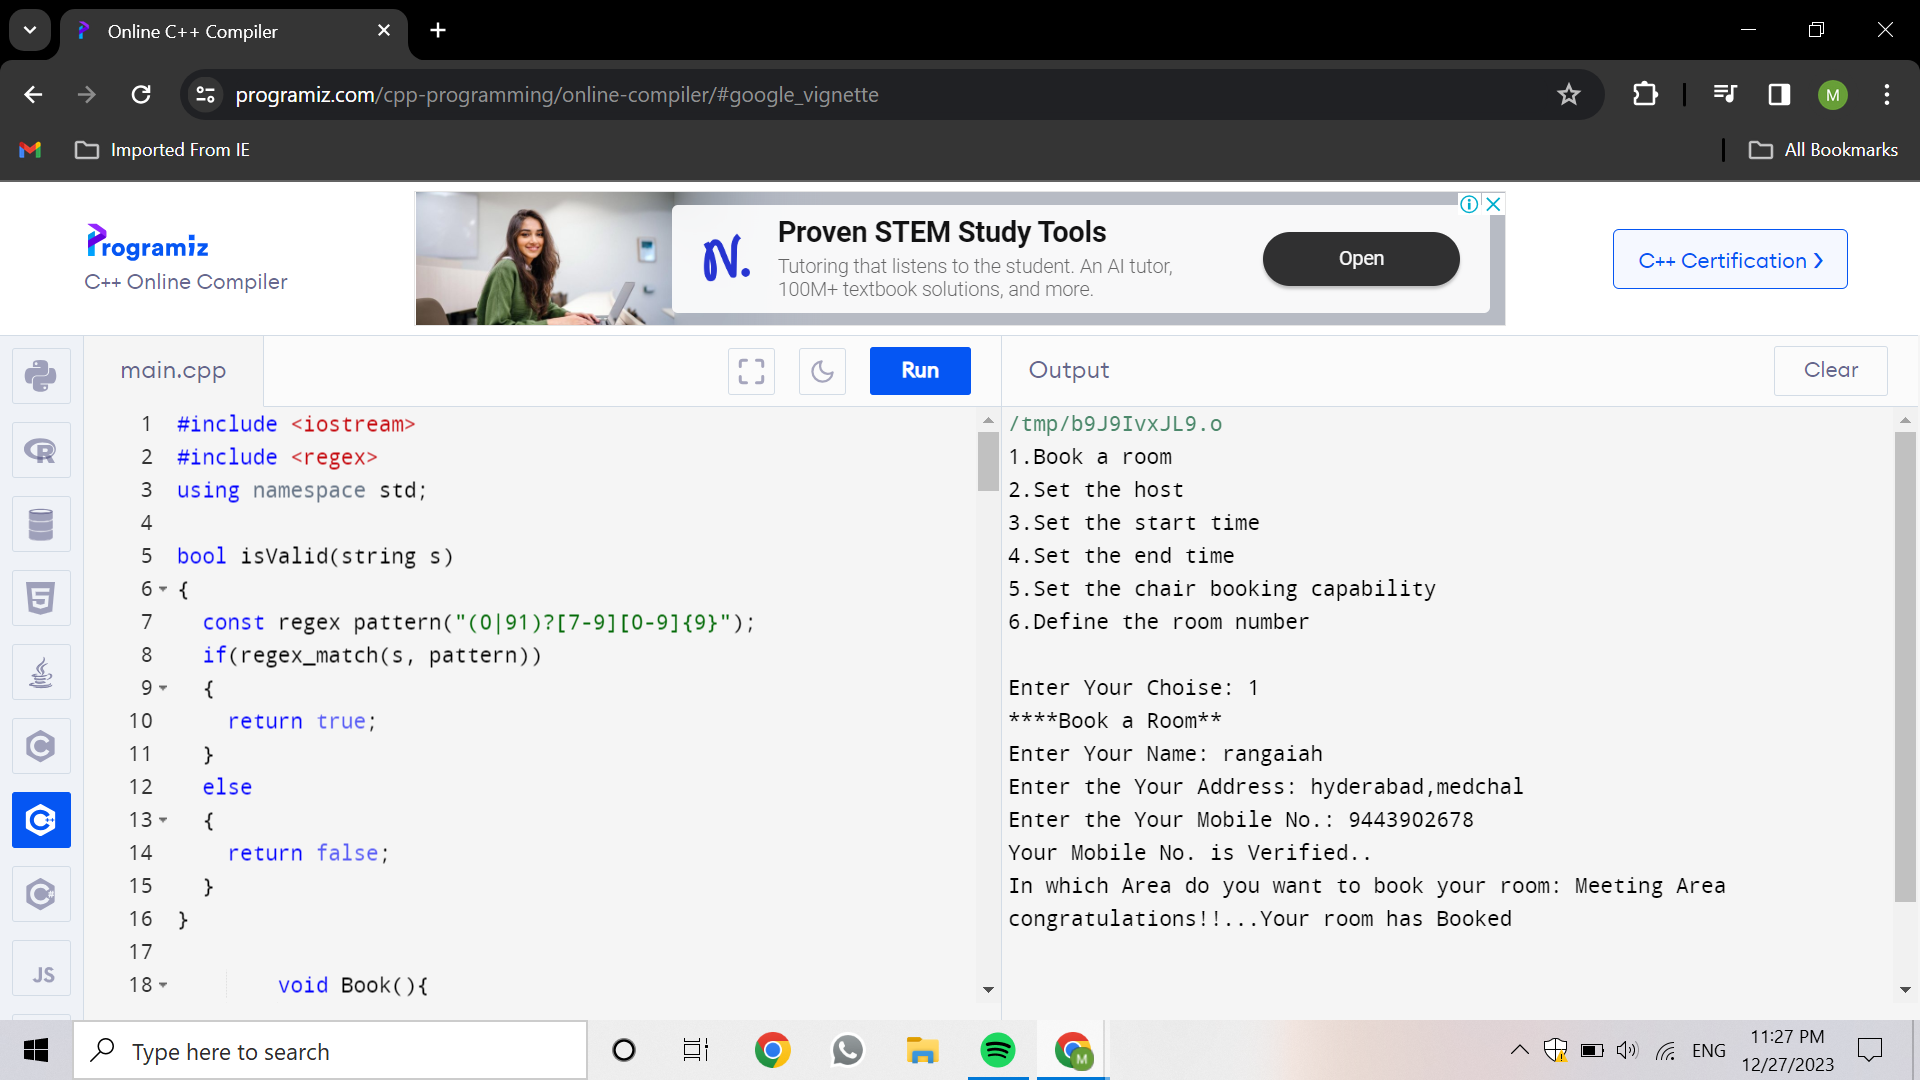 Online C++ Compiler
programiz.com/cpp-programming/online-compiler/#google_vignette
M
Imported From IE
All Bookmarks
Programiz
C++ Online Compiler
N.
Proven STEM Study Tools
Tutoring that listens to the student. An AI tutor,
100M+ textbook solutions, and more.
Open
C++ Certification
main.cpp
Run
Output
Clear
1 #include <iostream>
2 #include <regex>
3 using namespace std;
4
5 bool isValid(string s)
6 {
7 const regex pattern("(0|91)?[7-9][0-9]{9}");
8 if(regex_match(s, pattern))
9 {
10 return true;
11 }
12 else
13 {
14 return false;
15 }
16 }
17
18 void Book(){
/tmp/b9J9IvxJL9.o
1.Book a room
2.Set the host
3.Set the start time
4.Set the end time
5.Set the chair booking capability
6.Define the room number
Enter Your Choise: 1
****Book a Room**
Enter Your Name: rangaiah
Enter the Your Address: hyderabad,medchal
Enter the Your Mobile No.: 9443902678
Your Mobile No. is Verified..
In which Area do you want to book your room: Meeting Area
congratulations!!...Your room has Booked
R
5
C
C++
C#
JS
Type here to search
M
ENG
11:27 PM
12/27/2023